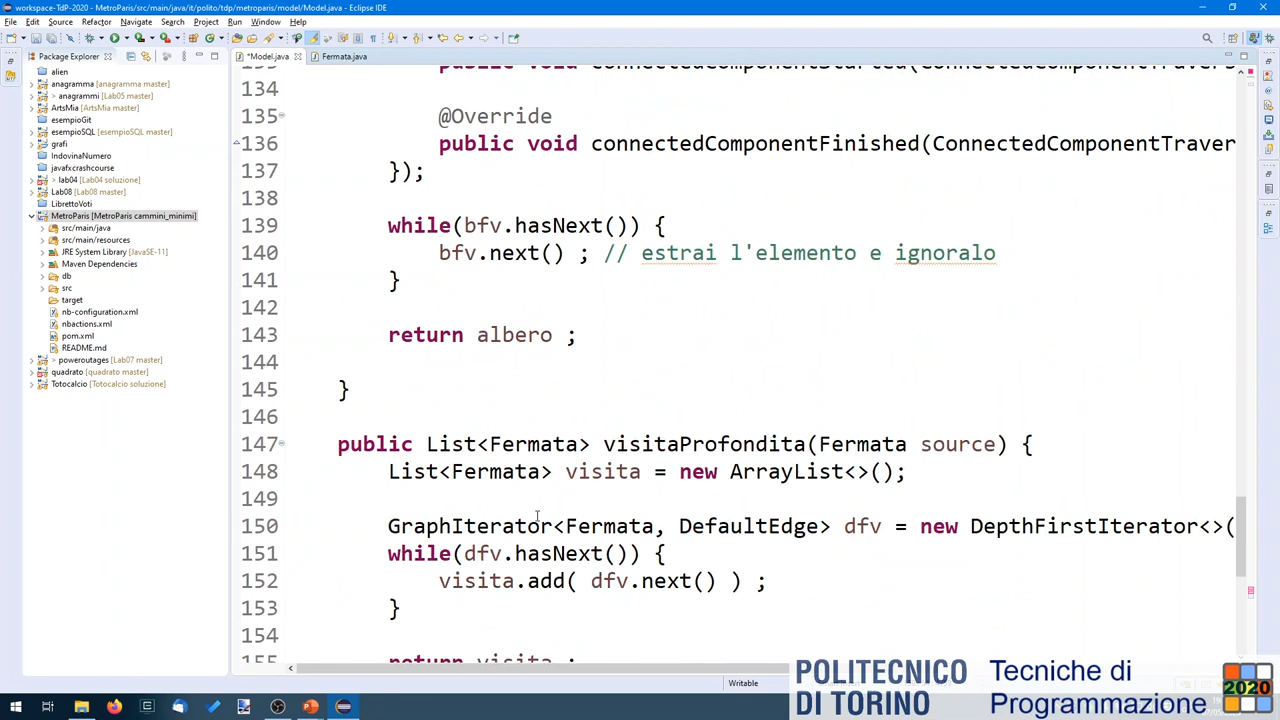 workspace-TdP-2020 - MetroParis/src/main/java/it/polito/tdp/metroparis/model/Model.java - Eclipse IDE
File Edit Source Refactor Navigate Search Project Run Window Help
Package Explorer
*Model.java
Fermata.java
alien
anagramma [anagramma master]
> anagrammi [Lab05 master]
ArtsMia [ArtsMia master]
esempioGit
esempioSQL [esempioSQL master]
grafi
IndovinaNumero
javafxcrashcourse
> lab04 [Lab04 soluzione]
Lab08 [Lab08 master]
LibrettoVoti
MetroParis [MetroParis cammini_minimi]
src/main/java
src/main/resources
JRE System Library [JavaSE-11]
Maven Dependencies
db
src
target
nb-configuration.xml
nbactions.xml
pom.xml
README.md
> poweroutages [Lab07 master]
quadrato [quadrato master]
Totocalcio [Totocalcio soluzione]
134
135 @Override
136 public void connectedComponentFinished(ConnectedComponentTraver
137 });
138
139 while(bfv.hasNext()) {
140 bfv.next() ; // estrai l'elemento e ignoralo
141 }
142
143 return albero ;
144
145 }
146
147 public List<Fermata> visitaProfondita(Fermata source) {
148 List<Fermata> visita = new ArrayList<>();
149
150 GraphIterator<Fermata, DefaultEdge> dfv = new DepthFirstIterator<>(
151 while(dfv.hasNext()) {
152 visita.add( dfv.next() ) ;
153 }
154
155 return visita ;
Writable
POLITECNICO
DI TORINO
Tecniche di
Programmazione
2020